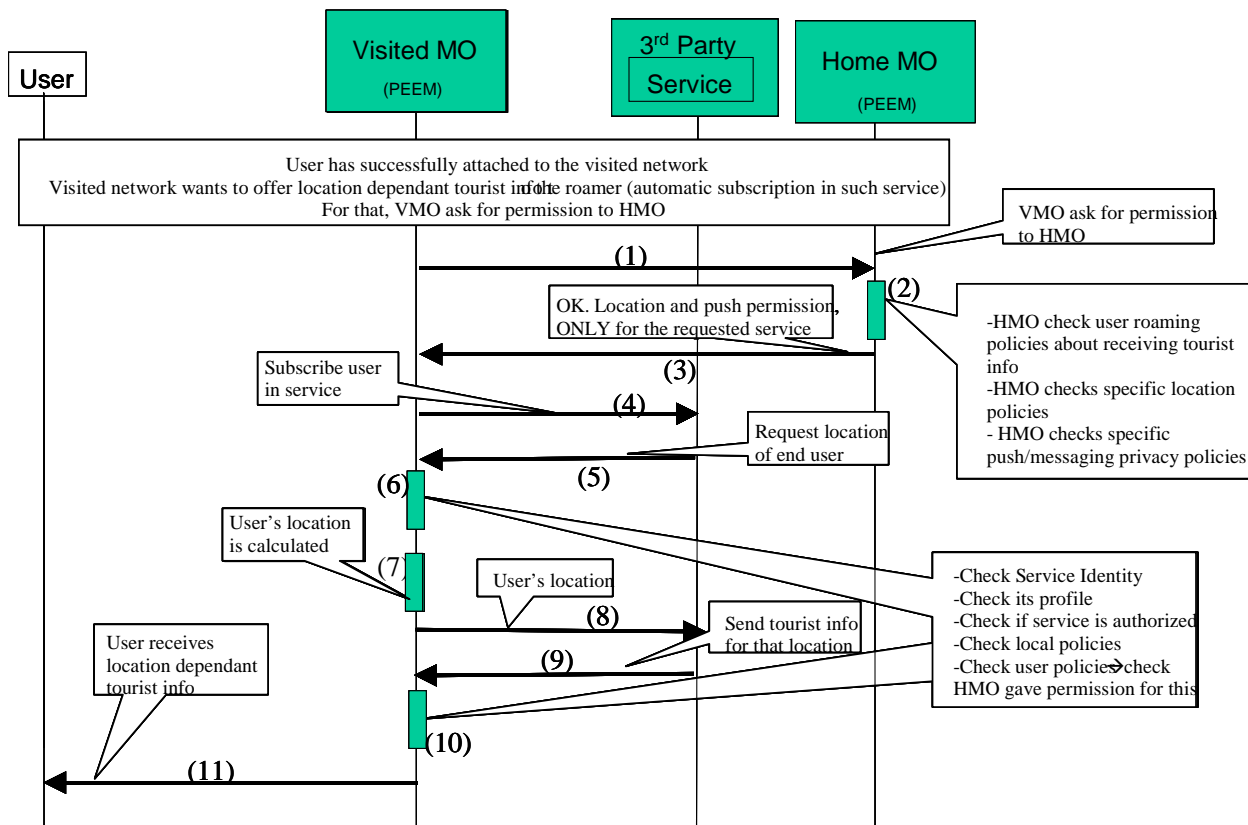 User
Visited MO
(PEEM)
3rd Party
Service
Home MO
(PEEM)
User has successfully attached to the visited network
Visited network wants to offer location dependant tourist info the roamer (automatic subscription in such service)
For that, VMO ask for permission to HMO
VMO ask for permission
to HMO
(1)
(2)
OK. Location and push permission,
ONLY for the requested service
-HMO check user roaming
policies about receiving tourist
info
-HMO checks specific location
policies
- HMO checks specific
push/messaging privacy policies
(3)
Subscribe user
in service
(4)
Request location
of end user
(5)
(6)
User's location
is calculated
(7)
User's location
(8)
-Check Service Identity
-Check its profile
-Check if service is authorized
-Check local policies
-Check user policies→check
HMO gave permission for this
Send tourist info
for that location
(9)
User receives
location dependant
tourist info
(10)
(11)